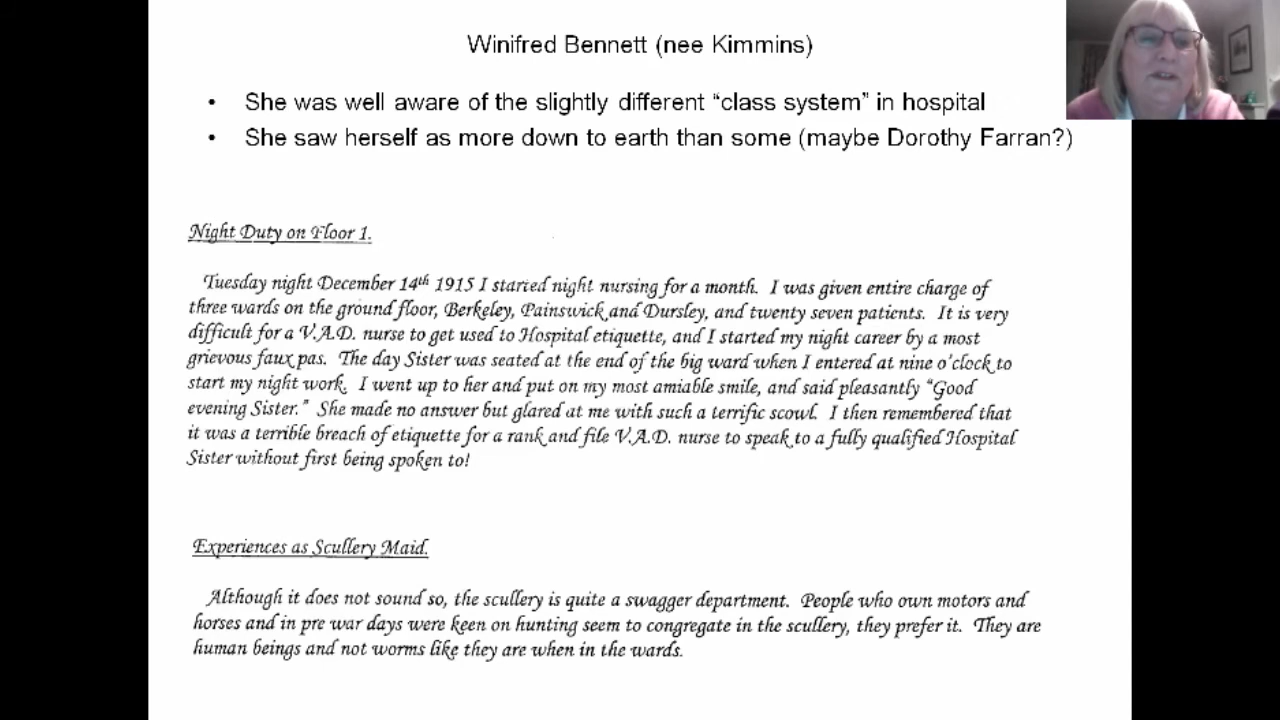 Winifred Bennett (nee Kimmins)
• She was well aware of the slightly different “class system” in hospital
• She saw herself as more down to earth than some (maybe Dorothy Farran?)
Night Duty on Floor 1.
Tuesday night December 14th 1915 I started night nursing for a month. I was given entire charge of
three wards on the ground floor, Berkeley, Painswick and Dursley, and twenty seven patients. It is very
difficult for a V.A.D. nurse to get used to Hospital etiquette, and I started my night career by a most
grievous faux pas. The day Sister was seated at the end of the big ward when I entered at nine o'clock to
start my night work. I went up to her and put on my most amiable smile, and said pleasantly “Good
evening Sister.” She made no answer but glared at me with such a terrific scowl. I then remembered that
it was a terrible breach of etiquette for a rank and file V.A.D. nurse to speak to a fully qualified Hospital
Sister without first being spoken to!
Experiences as Scullery Maid.
Although it does not sound so, the scullery is quite a swagger department. People who own motors and
horses and in pre war days were keen on hunting seem to congregate in the scullery, they prefer it. They are
human beings and not worms like they are when in the wards.